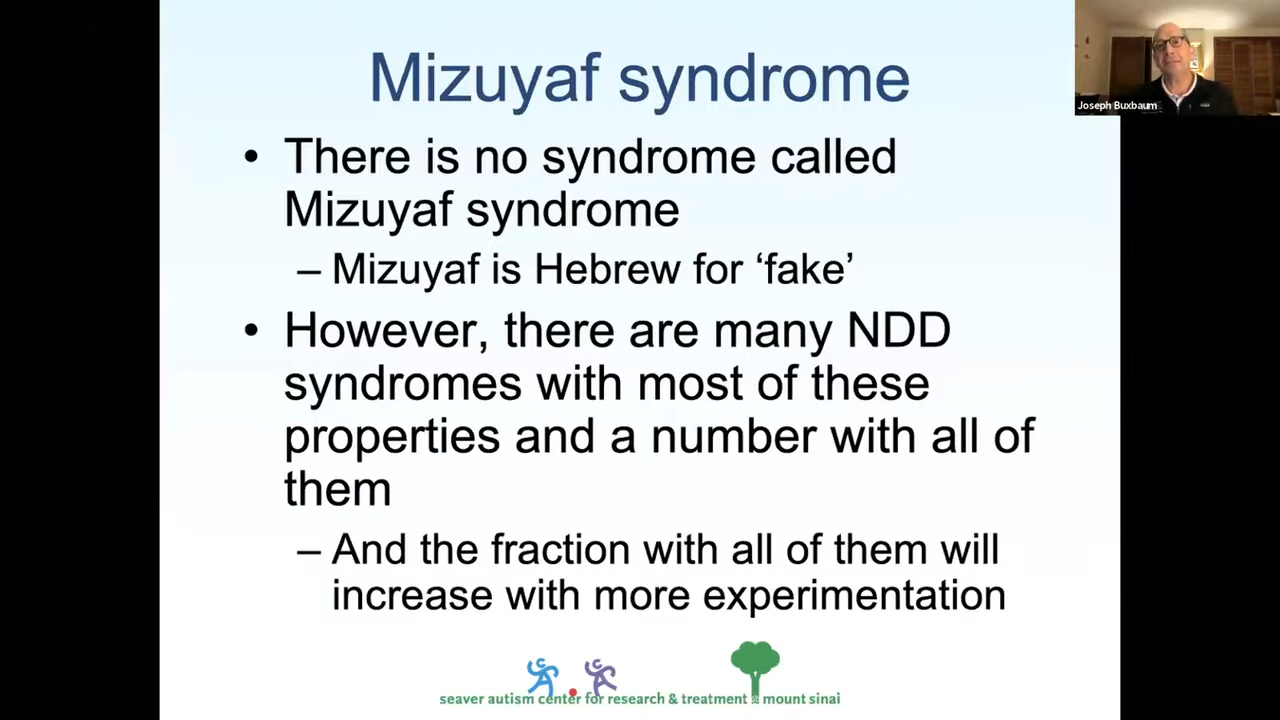 Mizuyaf syndrome
Joseph Buxbaum
• There is no syndrome called
Mizuyaf syndrome
– Mizuyaf is Hebrew for ‘fake’
• However, there are many NDD
syndromes with most of these
properties and a number with all of
them
– And the fraction with all of them will
increase with more experimentation
seaver autism center for research & treatment @ mount sinai